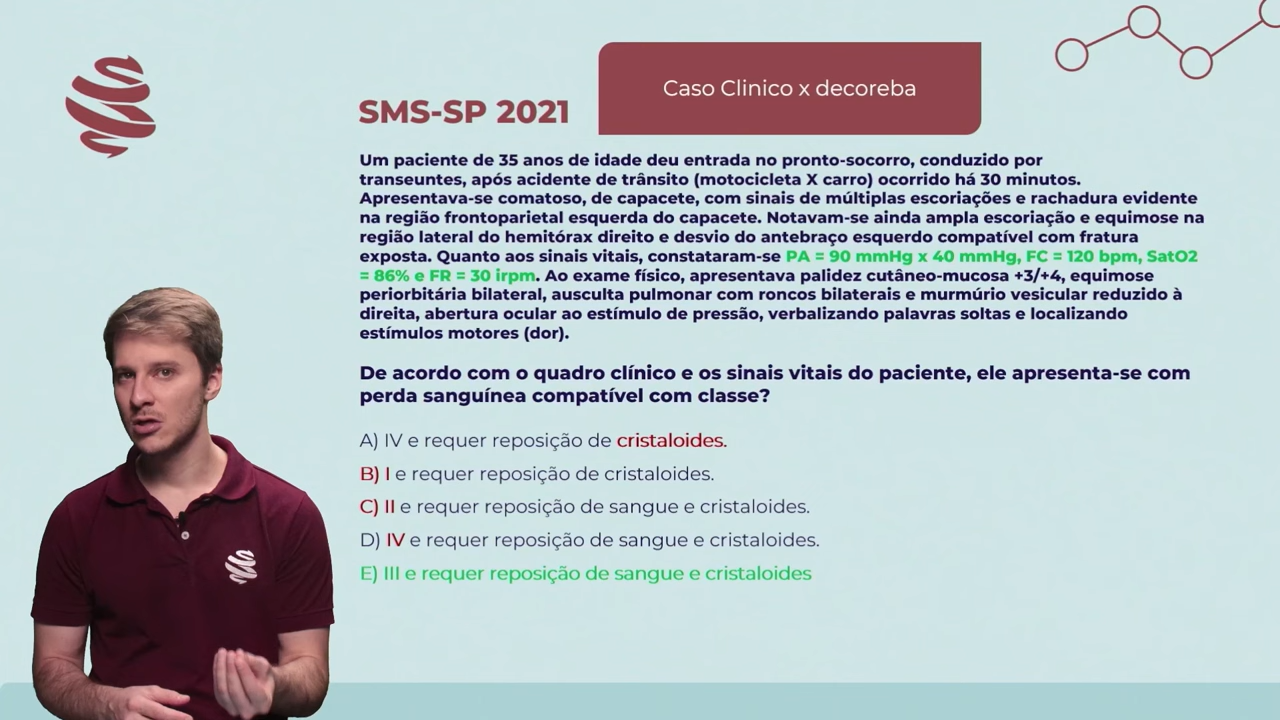 Caso Clinico x decoreba
SMS-SP 2021
Um paciente de 35 anos de idade deu entrada no pronto-socorro, conduzido por
transeuntes, após acidente de trânsito (motocicleta X carro) ocorrido há 30 minutos.
Apresentava-se comatoso, de capacete, com sinais de múltiplas escoriações e rachadura evidente
na região frontoparietal esquerda do capacete. Notavam-se ainda ampla escoriação e equimose na
região lateral do hemitórax direito e desvio do antebraço esquerdo compatível com fratura
exposta. Quanto aos sinais vitais, constataram-se PA = 90 mmHg x 40 mmHg, FC = 120 bpm, SatO2
= 86% e FR = 30 irpm. Ao exame físico, apresentava palidez cutâneo-mucosa +3/+4, equimose
periorbitária bilateral, ausculta pulmonar com roncos bilaterais e murmúrio vesicular reduzido à
direita, abertura ocular ao estímulo de pressão, verbalizando palavras soltas e localizando
estímulos motores (dor).
De acordo com o quadro clínico e os sinais vitais do paciente, ele apresenta-se com
perda sanguínea compatível com classe?
A) IV e requer reposição de cristaloides.
B) I e requer reposição de cristaloides.
C) II e requer reposição de sangue e cristaloides.
D) IV e requer reposição de sangue e cristaloides.
E) III e requer reposição de sangue e cristaloides